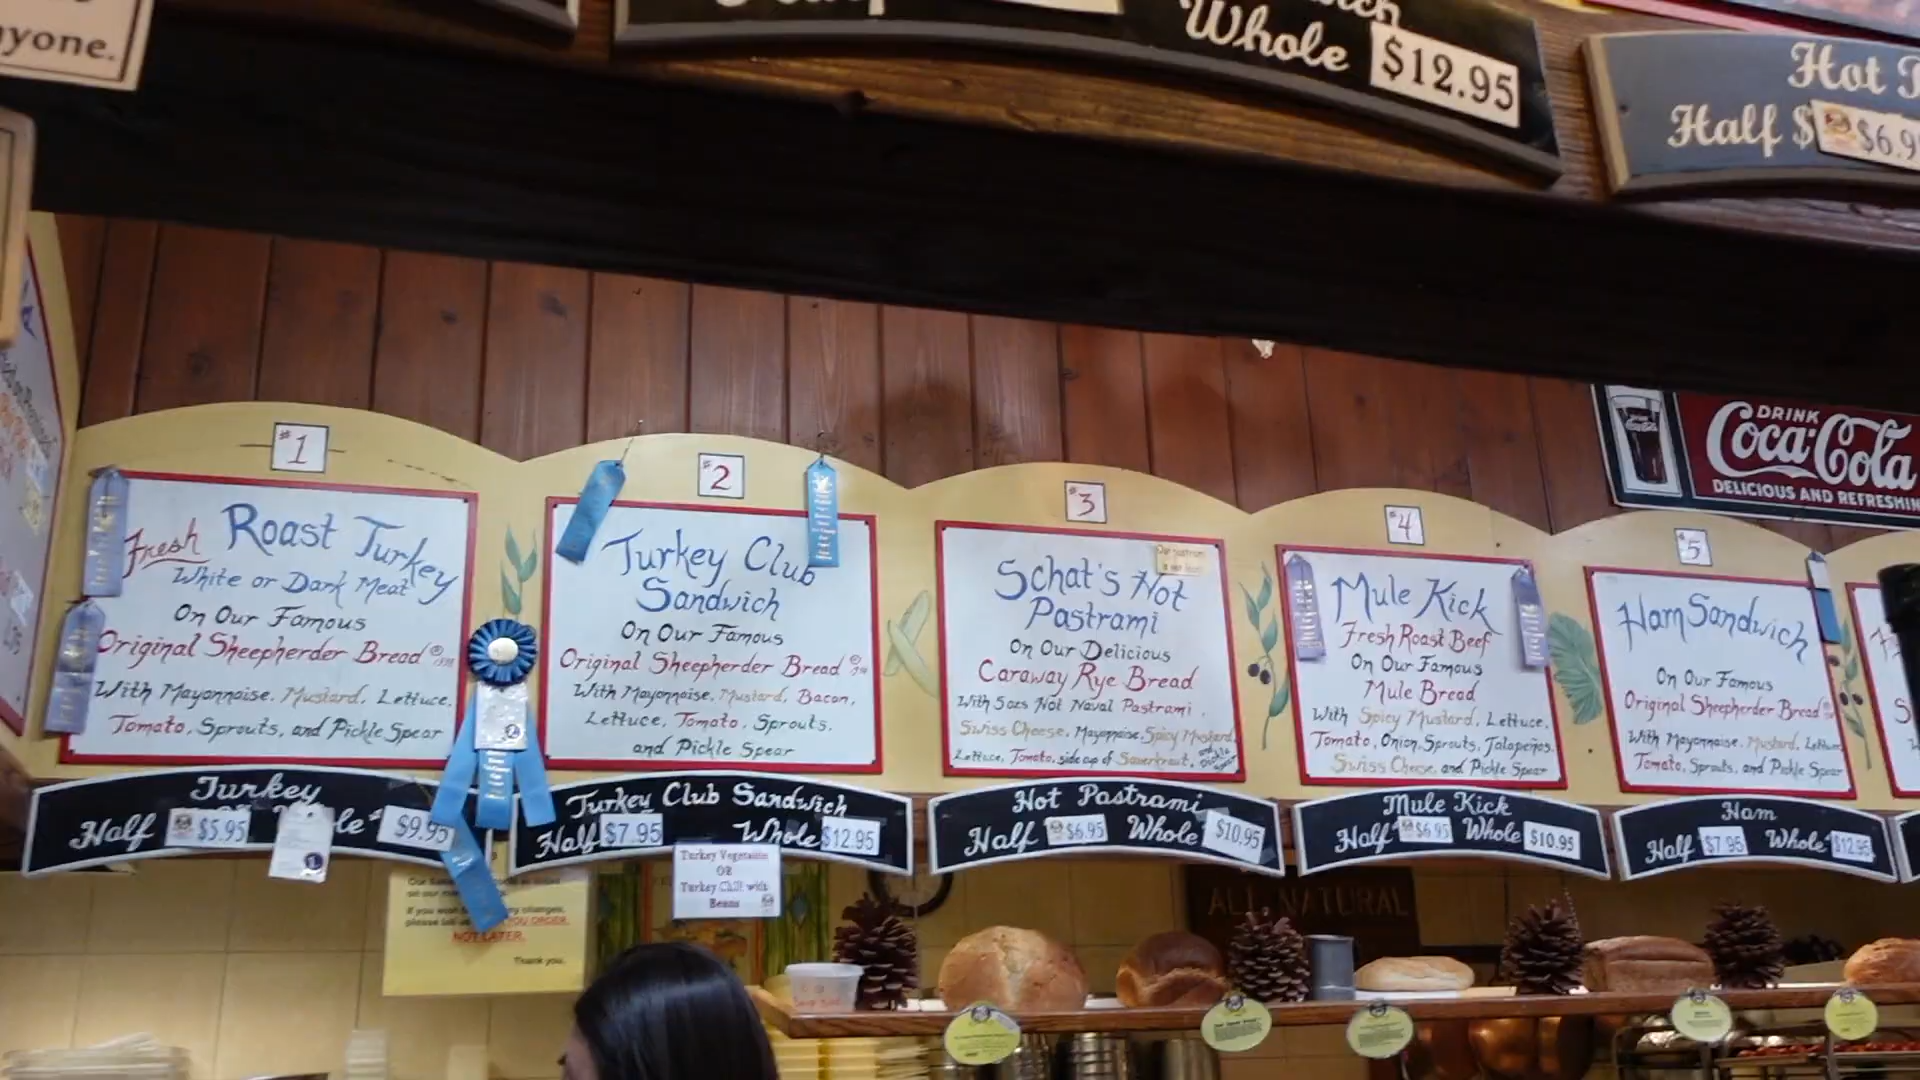 yone.
Whole $12.95
Hot
Half $ $6.9
DRINK
Coca-Cola
DELICIOUS AND REFRESHIN
#1
Fresh Roast Turkey
White or Dark Meat
On Our Famous
Original Sheepherder Bread®
With Mayonnaise, Mustard, Lettuce,
Tomato, Sprouts, and Pickle Spear
Turkey
Half $5.95 le $9.95
#2
Turkey Club
Sandwich
On Our Famous
Original Sheepherder Bread®
With Mayonnaise, Mustard, Bacon,
Lettuce, Tomato, Sprouts,
and Pickle Spear
Turkey Club Sandwich
Half $7.95 Whole $12.95
Turkey Vegetable
OR
Turkey Chili with
Beans
#3
Schat's Hot
Pastrami
On Our Delicious
Caraway Rye Bread
With 5ozs Hot Navel Pastrami,
Swiss Cheese, Mayonnaise, Spicy Mustard,
Lettuce, Tomato, side cup of Sauerkraut, and Pickle Spear
Hot Pastrami
Half $6.95 Whole $10.95
#4
Mule Kick
Fresh Roast Beef
On Our Famous
Mule Bread
With Spicy Mustard, Lettuce,
Tomato, Onion, Sprouts, Jalapeños,
Swiss Cheese, and Pickle Spear
Mule Kick
Half $6.95 Whole $10.95
#5
Ham Sandwich
On Our Famous
Original Sheepherder Bread®
With Mayonnaise, Mustard, Lettuce
Tomato, Sprouts, and Pickle Spear
Ham
Half $7.95 Whole $12.95
NOT LATER.
Thank you.
ALL NATURAL